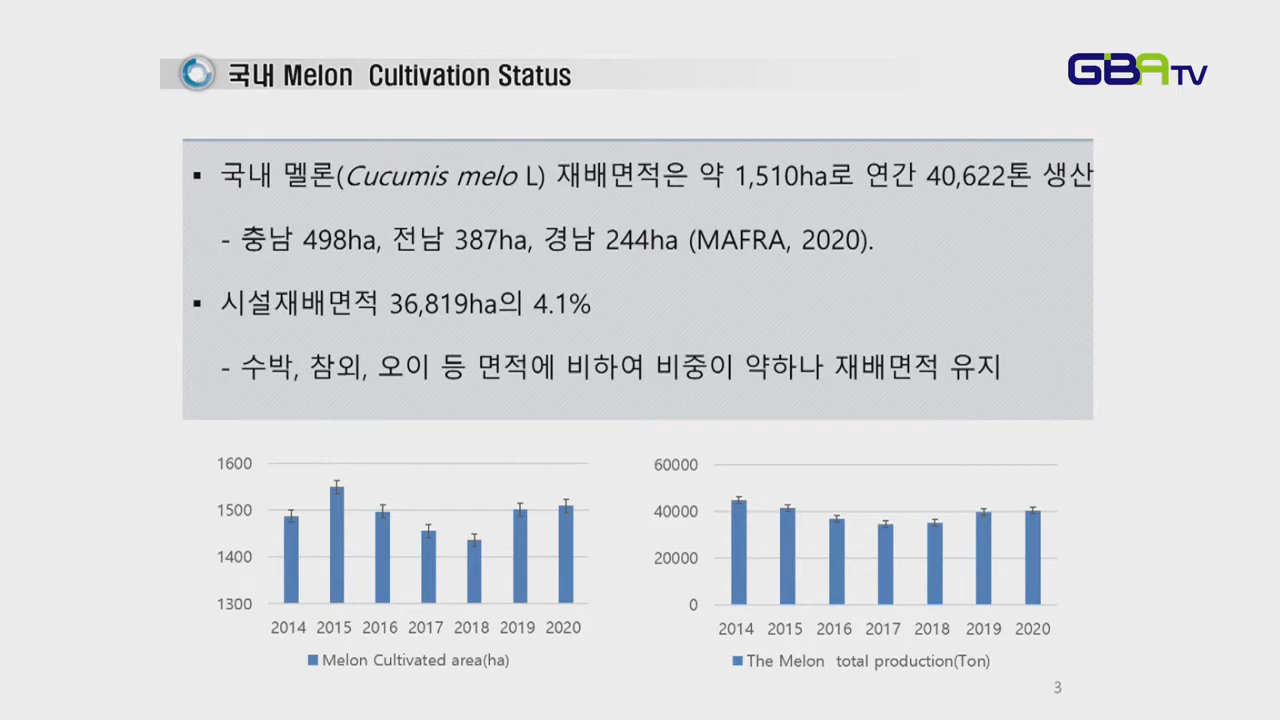 국내 Melon Cultivation Status
GBA TV
▪ 국내 멜론(Cucumis melo L) 재배면적은 약 1,510ha로 연간 40,622톤 생산
- 충남 498ha, 전남 387ha, 경남 244ha (MAFRA, 2020).
▪ 시설재배면적 36,819ha의 4.1%
- 수박, 참외, 오이 등 면적에 비하여 비중이 약하나 재배면적 유지
1600
1500
1400
1300
2014 2015 2016 2017 2018 2019 2020
Melon Cultivated area(ha)
60000
40000
20000
0
2014 2015 2016 2017 2018 2019 2020
The Melon total production(Ton)
3